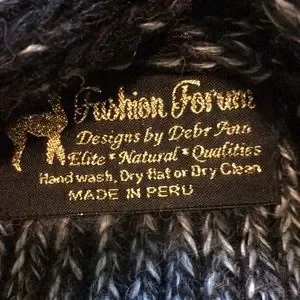 Fashion Forum
Designs by Debr Ann
Elite * Natural * Qualities
Hand wash, Dry flat or Dry Clean
MADE IN PERU